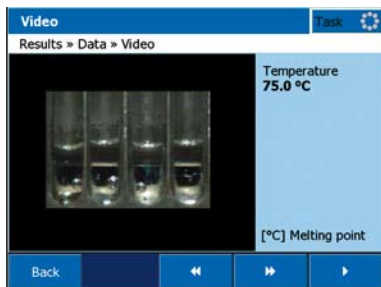 Video
Task
Results » Data » Video
Temperature
75.0 °C
[°C] Melting point
Back